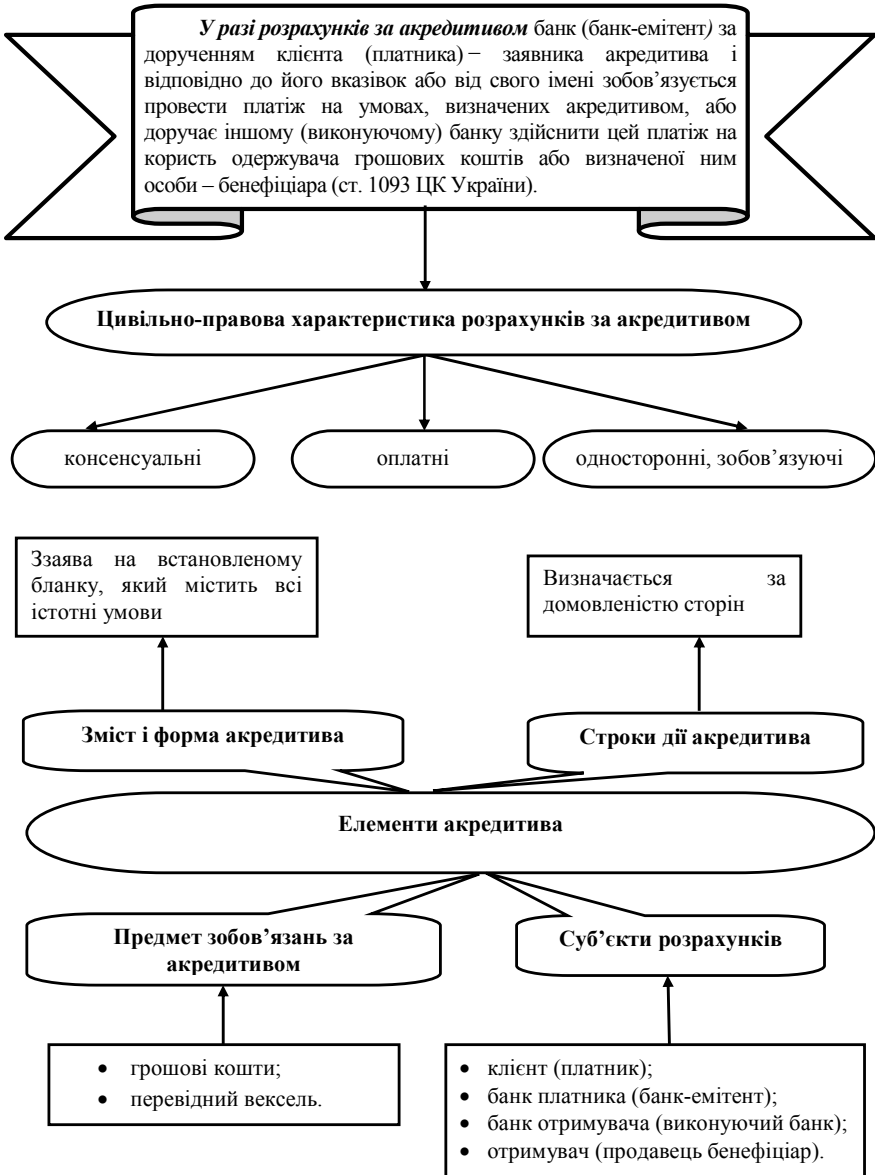 У разі розрахунків за акредитивом банк (банк-емітент) за
дорученням клієнта (платника) – заявника акредитива і
відповідно до його вказівок або від свого імені зобов’язується
провести платіж на умовах, визначених акредитивом, або
доручає іншому (виконуючому) банку здійснити цей платіж на
користь одержувача грошових коштів або визначеної ним
особи – бенефіціара (ст. 1093 ЦК України).
Цивільно-правова характеристика розрахунків за акредитивом
консенсуальні
оплатні
односторонні, зобов’язуючі
Ззаява на встановленому
бланку, який містить всі
істотні умови
Визначається за
домовленістю сторін
Зміст і форма акредитива
Строки дії акредитива
Елементи акредитива
Предмет зобов’язань за
акредитивом
Суб’єкти розрахунків
• грошові кошти;
• перевідний вексель.
• клієнт (платник);
• банк платника (банк-емітент);
• банк отримувача (виконуючий банк);
• отримувач (продавець бенефіціар).